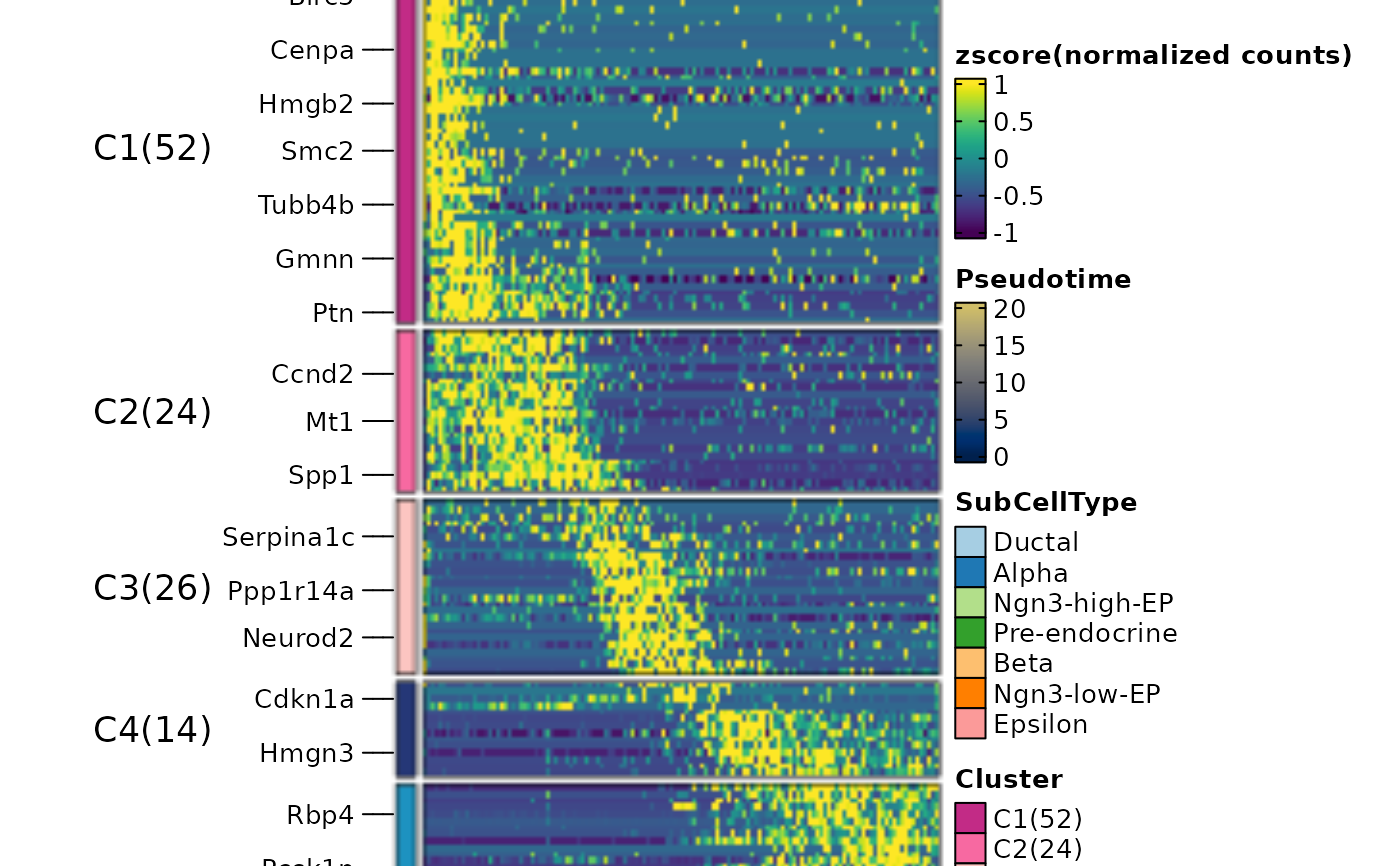 Cenpa
Hmgb2
C1(52)
Smc2
Tubb4b
Gmnn
Ptn
Ccnd2
C2(24)
Mt1
Spp1
Serpina1c
C3(26)
Ppp1r14a
Neurod2
Cdkn1a
C4(14)
Hmgn3
Rbp4
zscore(normalized counts)
1
0.5
0
-0.5
-1
Pseudotime
20
15
10
5
0
SubCellType
Ductal
Alpha
Ngn3-high-EP
Pre-endocrine
Beta
Ngn3-low-EP
Epsilon
Cluster
C1(52)
C2(24)